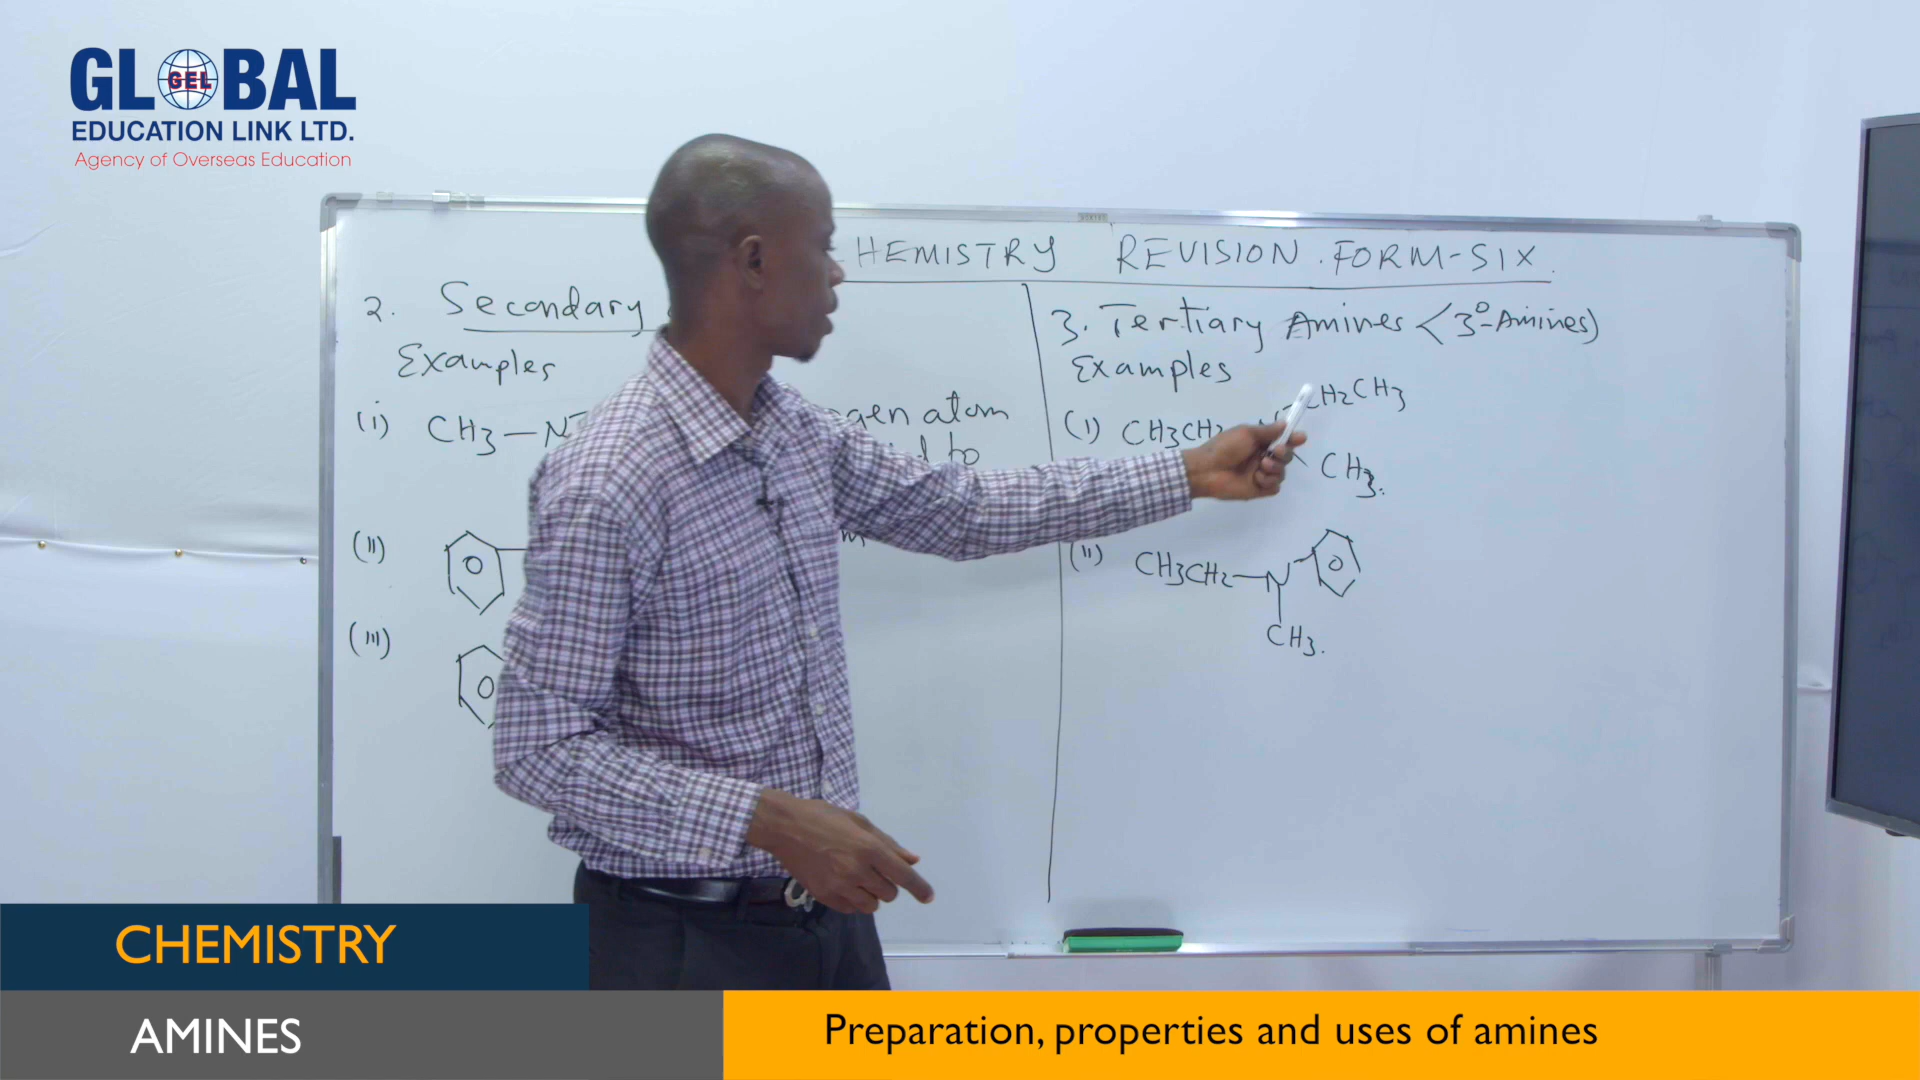 GLOBAL
GEL
EDUCATION LINK LTD.
Agency of Overseas Education
HEMISTRY REVISION. FORM-SIX.
2. Secondary
Examples
(i) CH3-N
gen atom
to
(ii)
(iii)
3. Tertiary Amines <3°-Amines)
Examples
(i) CH3CH2
CH2CH3
CH3.
(ii) CH3CH2-N
CH3.
CHEMISTRY
AMINES
Preparation, properties and uses of amines